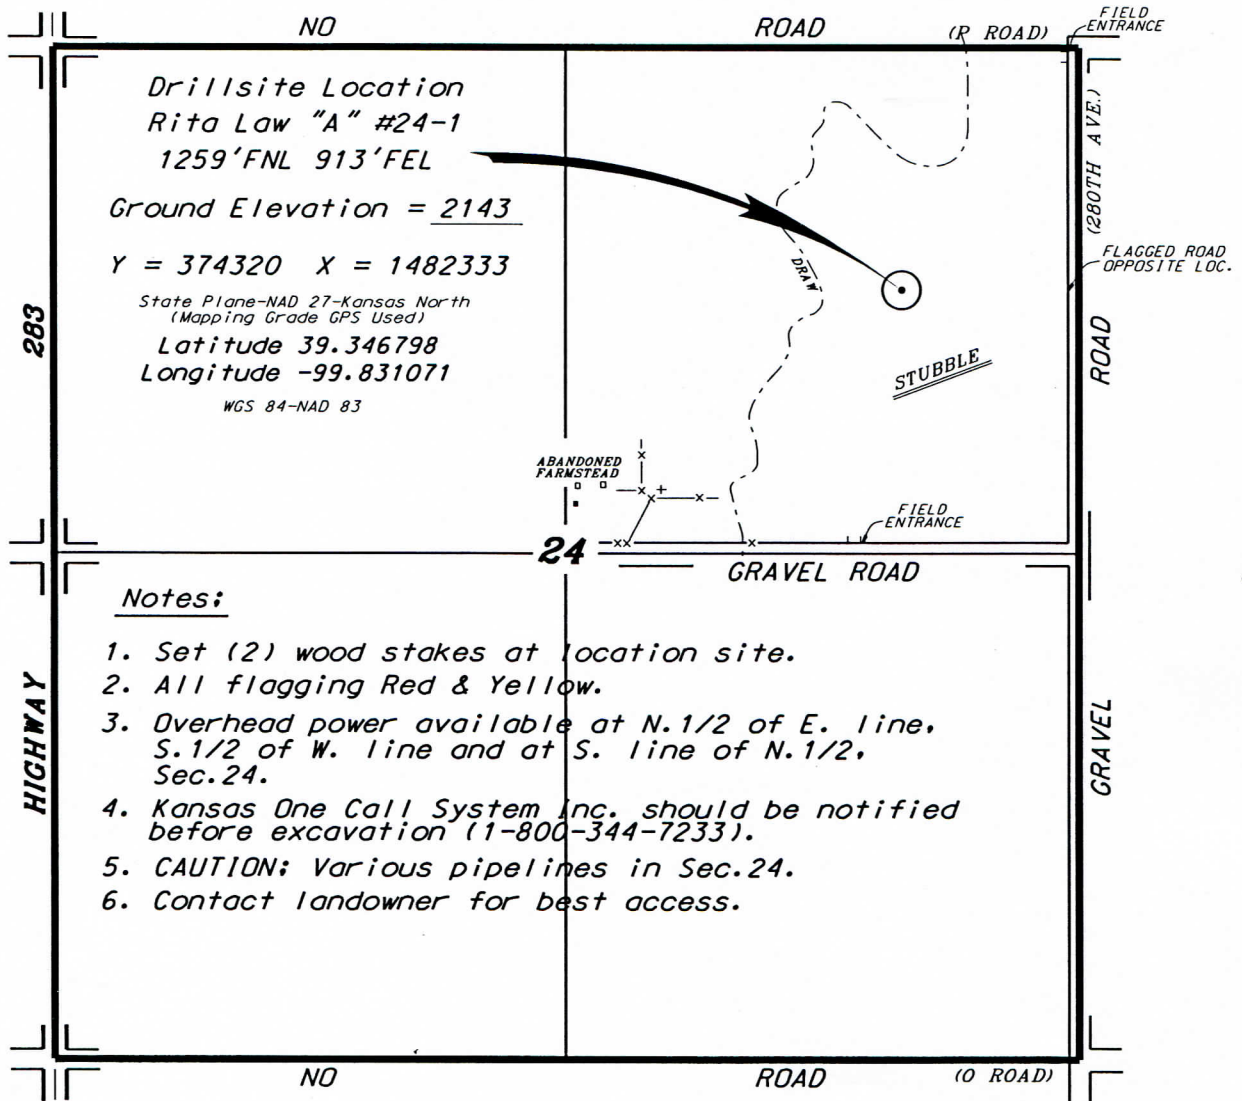 NO ROAD (P ROAD)
FIELD
ENTRANCE
Drillsite Location
Rita Law "A" #24-1
1259'FNL 913'FEL
Ground Elevation = 2143
Y = 374320 X = 1482333
State Plane-NAD 27-Kansas North
(Mapping Grade GPS Used)
Latitude 39.346798
Longitude -99.831071
WGS 84-NAD 83
283
HIGHWAY
DRAW
STUBBLE
(280TH AVE.)
FLAGGED ROAD
OPPOSITE LOC.
ROAD
GRAVEL
ABANDONED
FARMSTEAD
FIELD
ENTRANCE
24
GRAVEL ROAD
Notes:
1. Set (2) wood stakes at location site.
2. All flagging Red & Yellow.
3. Overhead power available at N.1/2 of E. line,
S.1/2 of W. line and at S. line of N.1/2,
Sec.24.
4. Kansas One Call System Inc. should be notified
before excavation (1-800-344-7233).
5. CAUTION: Various pipelines in Sec.24.
6. Contact landowner for best access.
NO ROAD (O ROAD)